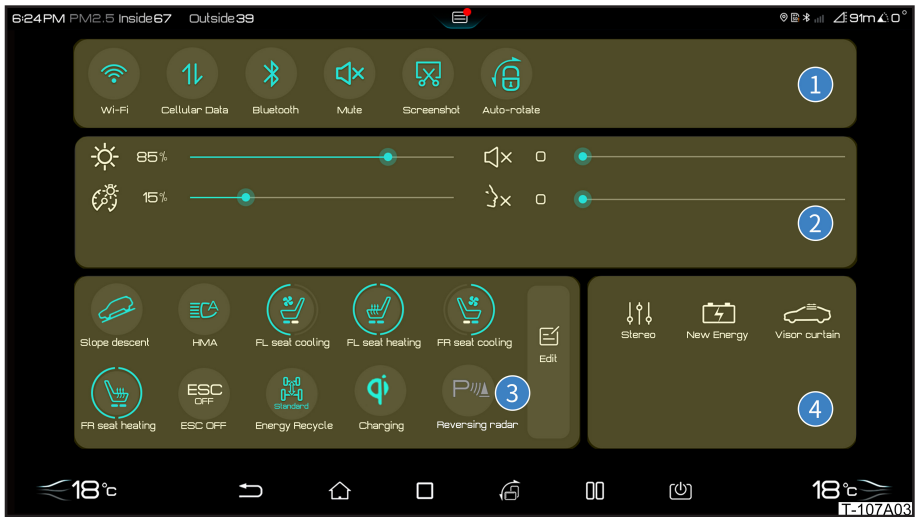 6:24PM PM2.5 Inside67 Outside39 91m 0°
Wi-Fi Cellular Data Bluetooth Mute Screenshot Auto-rotate 1
85% 0
15% 0
2
Slope descent HMA FL seat cooling FL seat heating FR seat cooling
Edit
Stereo New Energy Visor curtain
ESC OFF
Standard
P
3
FR seat heating ESC OFF Energy Recycle Charging Reversing radar
4
18°c 18°c
T-107A03